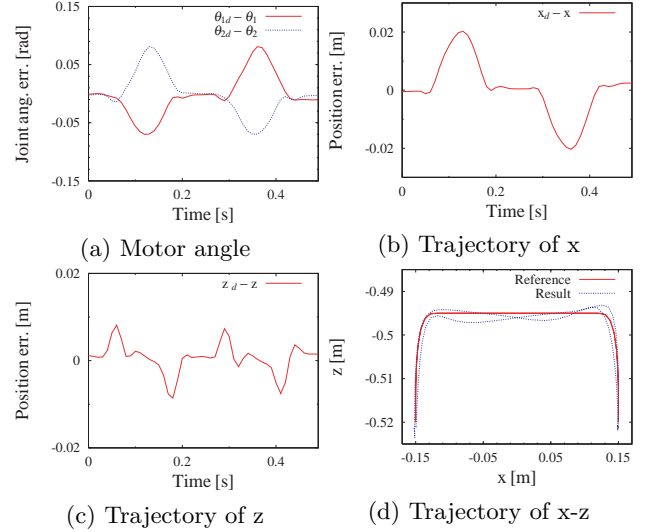 θ1d − θ1
θ2d − θ2
Joint ang. err. [rad]
0.15
0.05
-0.05
-0.15
0
0.2
0.4
Time [s]
(a) Motor angle
xd − x
Position err. [m]
0.02
0
-0.02
0
0.2
0.4
Time [s]
(b) Trajectory of x
z d − z
Position err. [m]
0.02
0
-0.02
0
0.2
0.4
Time [s]
(c) Trajectory of z
Reference
Result
z [m]
-0.49
-0.5
-0.51
-0.52
-0.15
-0.05
0.05
0.15
x [m]
(d) Trajectory of x-z